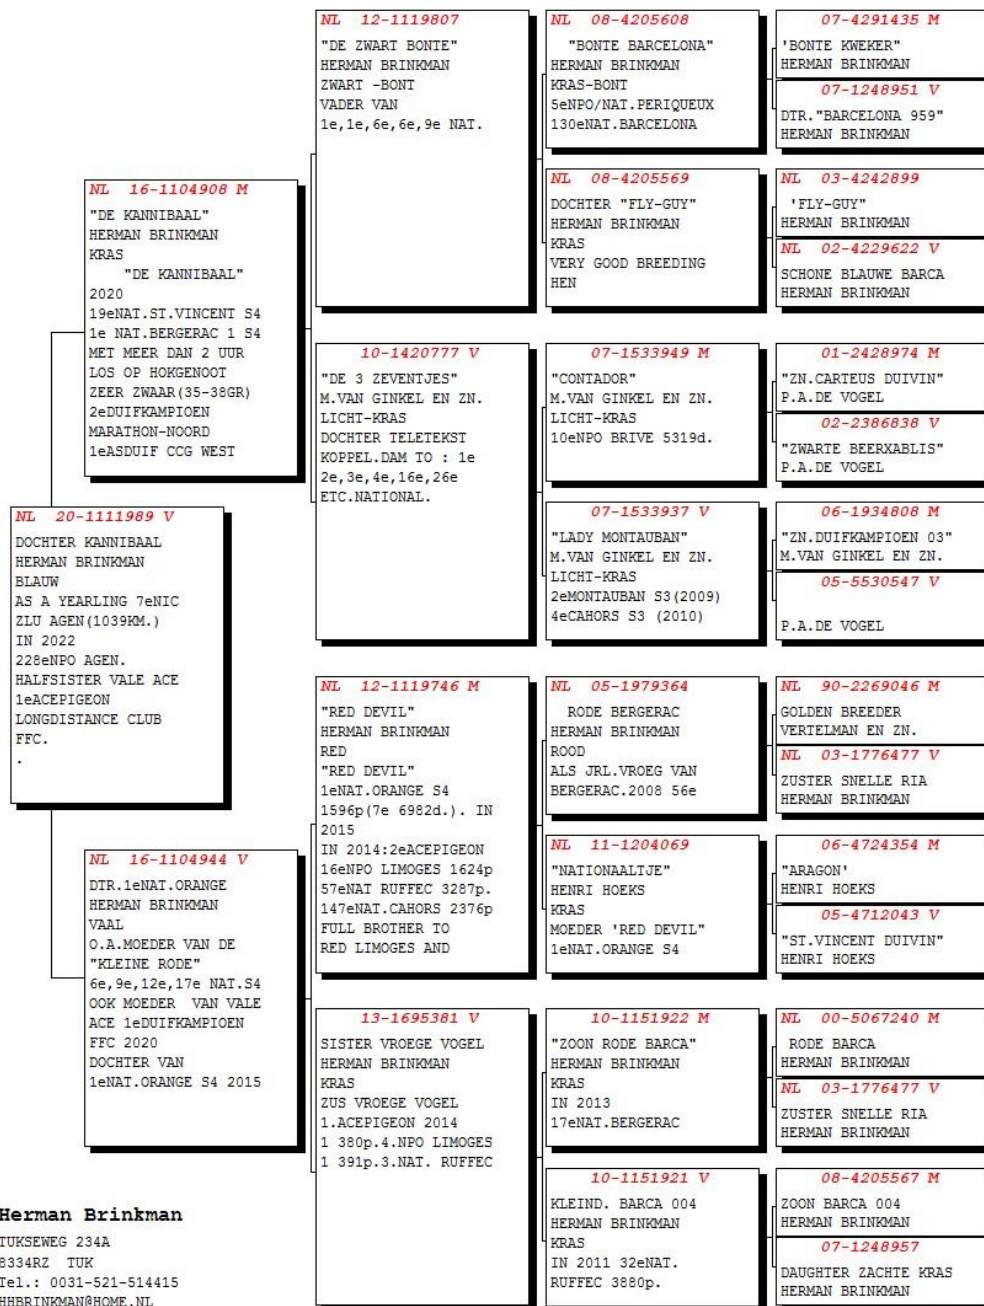 NL 20-1111989 V
DOCHTER KANNIBAAL
HERMAN BRINKMAN
BLAUW
AS A YEARLING 7eNIC
ZLU AGEN(1039KM.)
IN 2022
228eNPO AGEN.
HALFSISTER VALE ACE
1eACEPIGEON
LONGDISTANCE CLUB
FFC.
.
NL 16-1104908 M
"DE KANNIBAAL"
HERMAN BRINKMAN
KRAS
"DE KANNIBAAL"
2020
19eNAT.ST.VINCENT S4
1e NAT.BERGERAC 1 S4
MET MEER DAN 2 UUR
LOS OP HOKGENOOT
ZEER ZWAAR(35-38GR)
2eDUIFKAMPIOEN
MARATHON-NOORD
1eASDUIF CCG WEST
NL 16-1104944 V
DTR.1eNAT.ORANGE
HERMAN BRINKMAN
VAAL
O.A.MOEDER VAN DE
"KLEINE RODE"
6e,9e,12e,17e NAT.S4
OOK MOEDER VAN VALE
ACE 1eDUIFKAMPIOEN
FFC 2020
DOCHTER VAN
1eNAT.ORANGE S4 2015
NL 12-1119807
"DE ZWART BONTE"
HERMAN BRINKMAN
ZWART -BONT
VADER VAN
1e,1e,6e,6e,9e NAT.
10-1420777 V
"DE 3 ZEVENTJES"
M.VAN GINKEL EN ZN.
LICHT-KRAS
DOCHTER TELETEKST
KOPPEL.DAM TO : 1e
2e,3e,4e,16e,26e
ETC.NATIONAL.
NL 12-1119746 M
"RED DEVIL"
HERMAN BRINKMAN
RED
"RED DEVIL"
1eNAT.ORANGE S4
1596p(7e 6982d.). IN
2015
IN 2014:2eACEPIGEON
16eNPO LIMOGES 1624p
57eNAT RUFFEC 3287p.
147eNAT.CAHORS 2376p
FULL BROTHER TO
RED LIMOGES AND
13-1695381 V
SISTER VROEGE VOGEL
HERMAN BRINKMAN
KRAS
ZUS VROEGE VOGEL
1.ACEPIGEON 2014
1 380p.4.NPO LIMOGES
1 391p.3.NAT. RUFFEC
NL 08-4205608
"BONTE BARCELONA"
HERMAN BRINKMAN
KRAS-BONT
5eNPO/NAT.PERIQUEUX
130eNAT.BARCELONA
NL 08-4205569
DOCHTER "FLY-GUY"
HERMAN BRINKMAN
KRAS
VERY GOOD BREEDING
HEN
07-1533949 M
"CONTADOR"
M.VAN GINKEL EN ZN.
LICHT-KRAS
10eNPO BRIVE 5319d.
07-1533937 V
"LADY MONTAUBAN"
M.VAN GINKEL EN ZN.
LICHT-KRAS
2eMONTAUBAN S3(2009)
4eCAHORS S3 (2010)
NL 05-1979364
RODE BERGERAC
HERMAN BRINKMAN
ROOD
ALS JRL.VROEG VAN
BERGERAC.2008 56e
NL 11-1204069
"NATIONAALTJE"
HENRI HOEKS
KRAS
MOEDER 'RED DEVIL"
1eNAT.ORANGE S4
10-1151922 M
"ZOON RODE BARCA"
HERMAN BRINKMAN
KRAS
IN 2013
17eNAT.BERGERAC
10-1151921 V
KLEIND. BARCA 004
HERMAN BRINKMAN
KRAS
IN 2011 32eNAT.
RUFFEC 3880p.
07-4291435 M
'BONTE KWEKER"
HERMAN BRINKMAN
07-1248951 V
DTR."BARCELONA 959"
HERMAN BRINKMAN
NL 03-4242899
'FLY-GUY"
HERMAN BRINKMAN
NL 02-4229622 V
SCHONE BLAUWE BARCA
HERMAN BRINKMAN
01-2428974 M
"ZN.CARTEUS DUIVIN"
P.A.DE VOGEL
02-2386838 V
"ZWARTE BEERXABLIS"
P.A.DE VOGEL
06-1934808 M
"ZN.DUIFKAMPIOEN 03"
M.VAN GINKEL EN ZN.
05-5530547 V
P.A.DE VOGEL
NL 90-2269046 M
GOLDEN BREEDER
VERTELMAN EN ZN.
NL 03-1776477 V
ZUSTER SNELLE RIA
HERMAN BRINKMAN
06-4724354 M
"ARAGON'
HENRI HOEKS
05-4712043 V
"ST.VINCENT DUIVIN"
HENRI HOEKS
NL 00-5067240 M
RODE BARCA
HERMAN BRINKMAN
NL 03-1776477 V
ZUSTER SNELLE RIA
HERMAN BRINKMAN
08-4205567 M
ZOON BARCA 004
HERMAN BRINKMAN
07-1248957
DAUGHTER ZACHTE KRAS
HERMAN BRINKMAN
Herman Brinkman
TUKSEWEG 234A
8334RZ TUK
Tel.: 0031-521-514415
HHBRINKMAN@HOME.NL